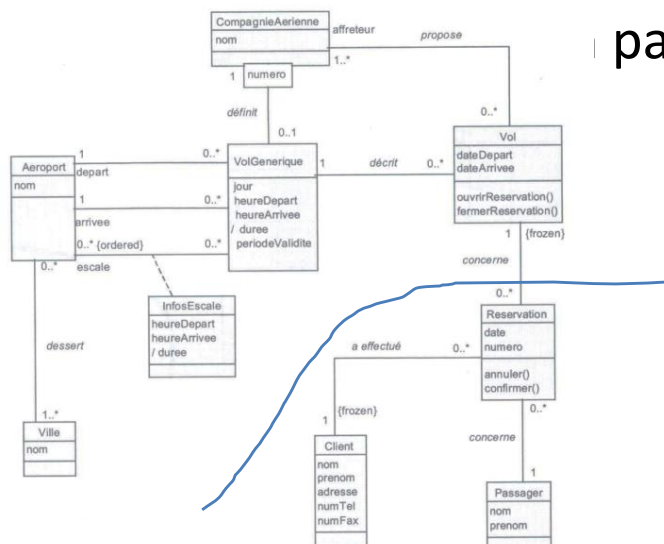 pa
CompagnieAerienne
nom
affreteur
propose
1..*
1
numero
définit
0..1
0..*
Vol
dateDepart
dateArrivee
ouvrirReservation()
fermerReservation()
Aeroport
nom
1
0..*
depart
1
0..*
arrivee
0..* {ordered}
0..*
0..*
escale
VolGenerique
jour
heureDepart
heureArrivee
/ duree
periodeValidite
1
décrit
0..*
1
{frozen}
concerne
0..*
InfosEscale
heureDepart
heureArrivee
/ duree
dessert
1..*
Ville
nom
Reservation
date
numero
annuler()
confirmer()
a effectué
0..*
{frozen}
1
Client
nom
prenom
adresse
numTel
numFax
0..*
concerne
1
Passager
nom
prenom